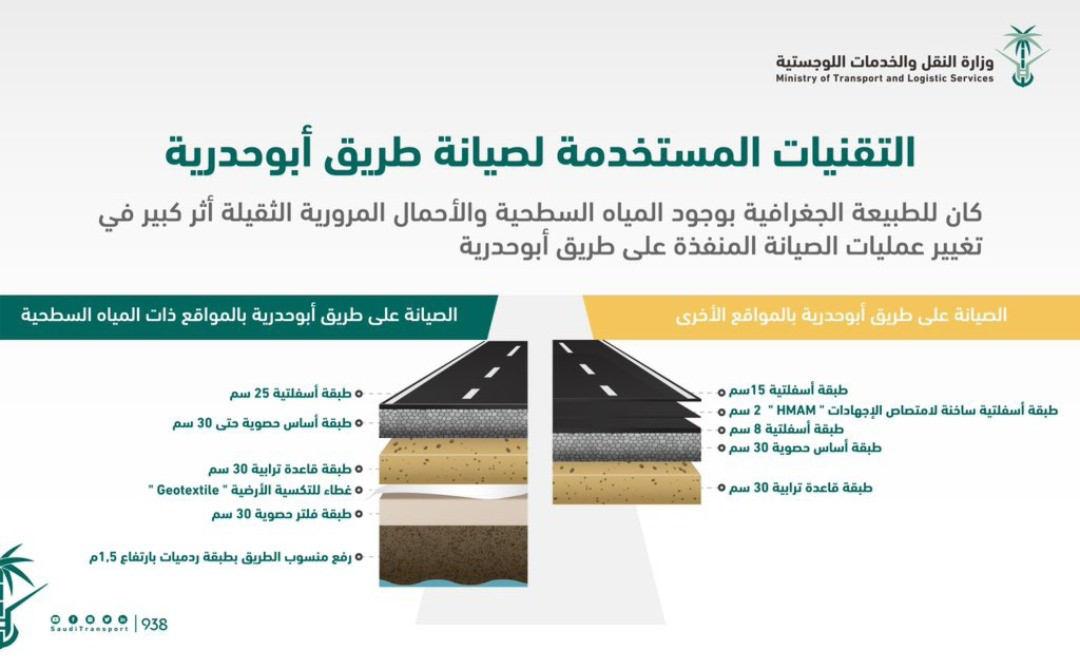 وزارة النقل والخدمات اللوجستية
Ministry of Transport and Logistic Services
التقنيات المستخدمة لصيانة طريق أبوحدرية
كان للطبيعة الجغرافية بوجود المياه السطحية والأحمال المرورية الثقيلة أثر كبير في
تغيير عمليات الصيانة المنفذة على طريق أبوحدرية
الصيانة على طريق أبوحدرية بالمواقع الأخرى
طبقة أسفلتية 15سم
طبقة أسفلتية ساخنة لامتصاص الإجهادات " HMAM " 2 سم
طبقة أسفلتية 8 سم
طبقة أساس حصوية 30 سم
طبقة قاعدة ترابية 30 سم
الصيانة على طريق أبوحدرية بالمواقع ذات المياه السطحية
طبقة أسفلتية 25 سم
طبقة أساس حصوية حتى 30 سم
طبقة قاعدة ترابية 30 سم
غطاء للتكسية الأرضية " Geotextile "
طبقة فلتر حصوية 30 سم
رفع منسوب الطريق بطبقة ردميات بارتفاع 1,5م
SaudiTransport | 938